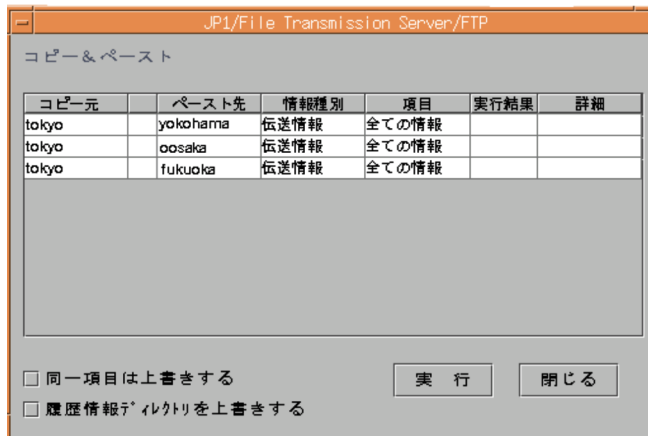 JP1/File Transmission Server/FTP
コピー&ペースト
コピー元 ペースト先 情報種別 項目 実行結果 詳細
tokyo yokohama 伝送情報 全ての情報
tokyo oosaka 伝送情報 全ての情報
tokyo fukuoka 伝送情報 全ての情報
同一項目は上書きする
実 行 閉じる
履歴情報ﾃﾞｨﾚｸﾄﾘを上書きする